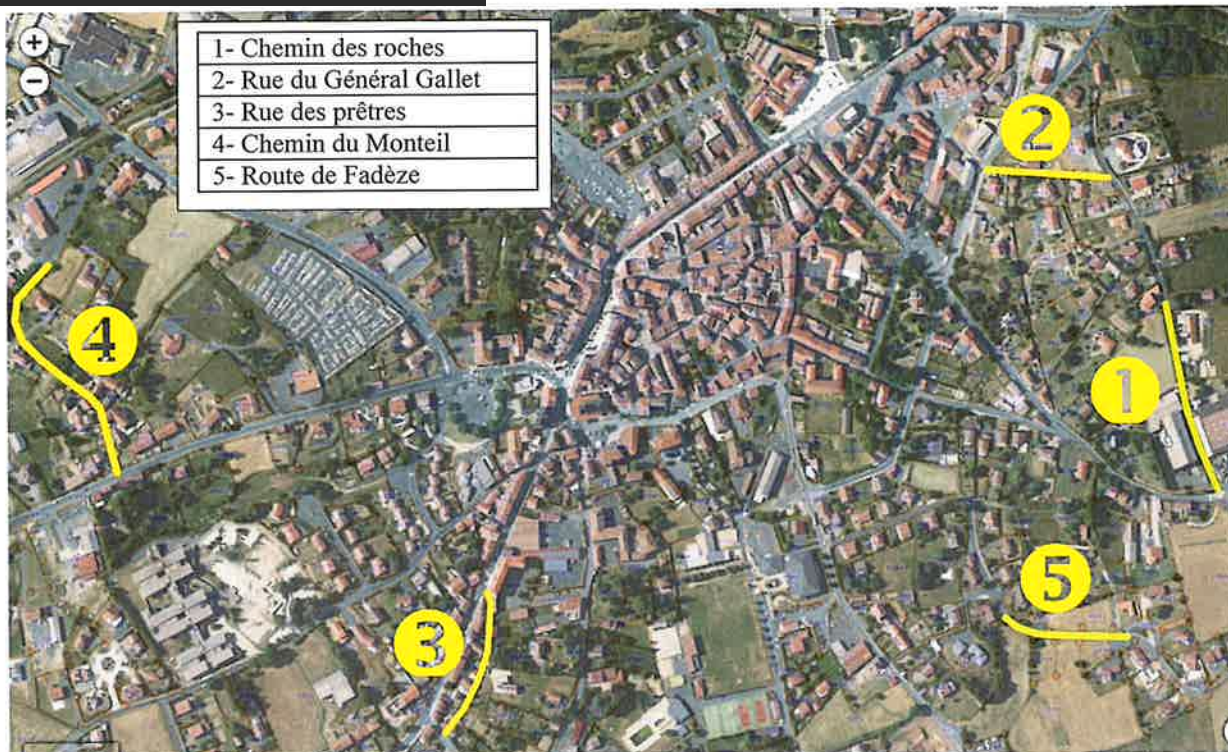 +
−
1- Chemin des roches
2- Rue du Général Gallet
3- Rue des prêtres
4- Chemin du Monteil
5- Route de Fadèze
2
4
1
5
3